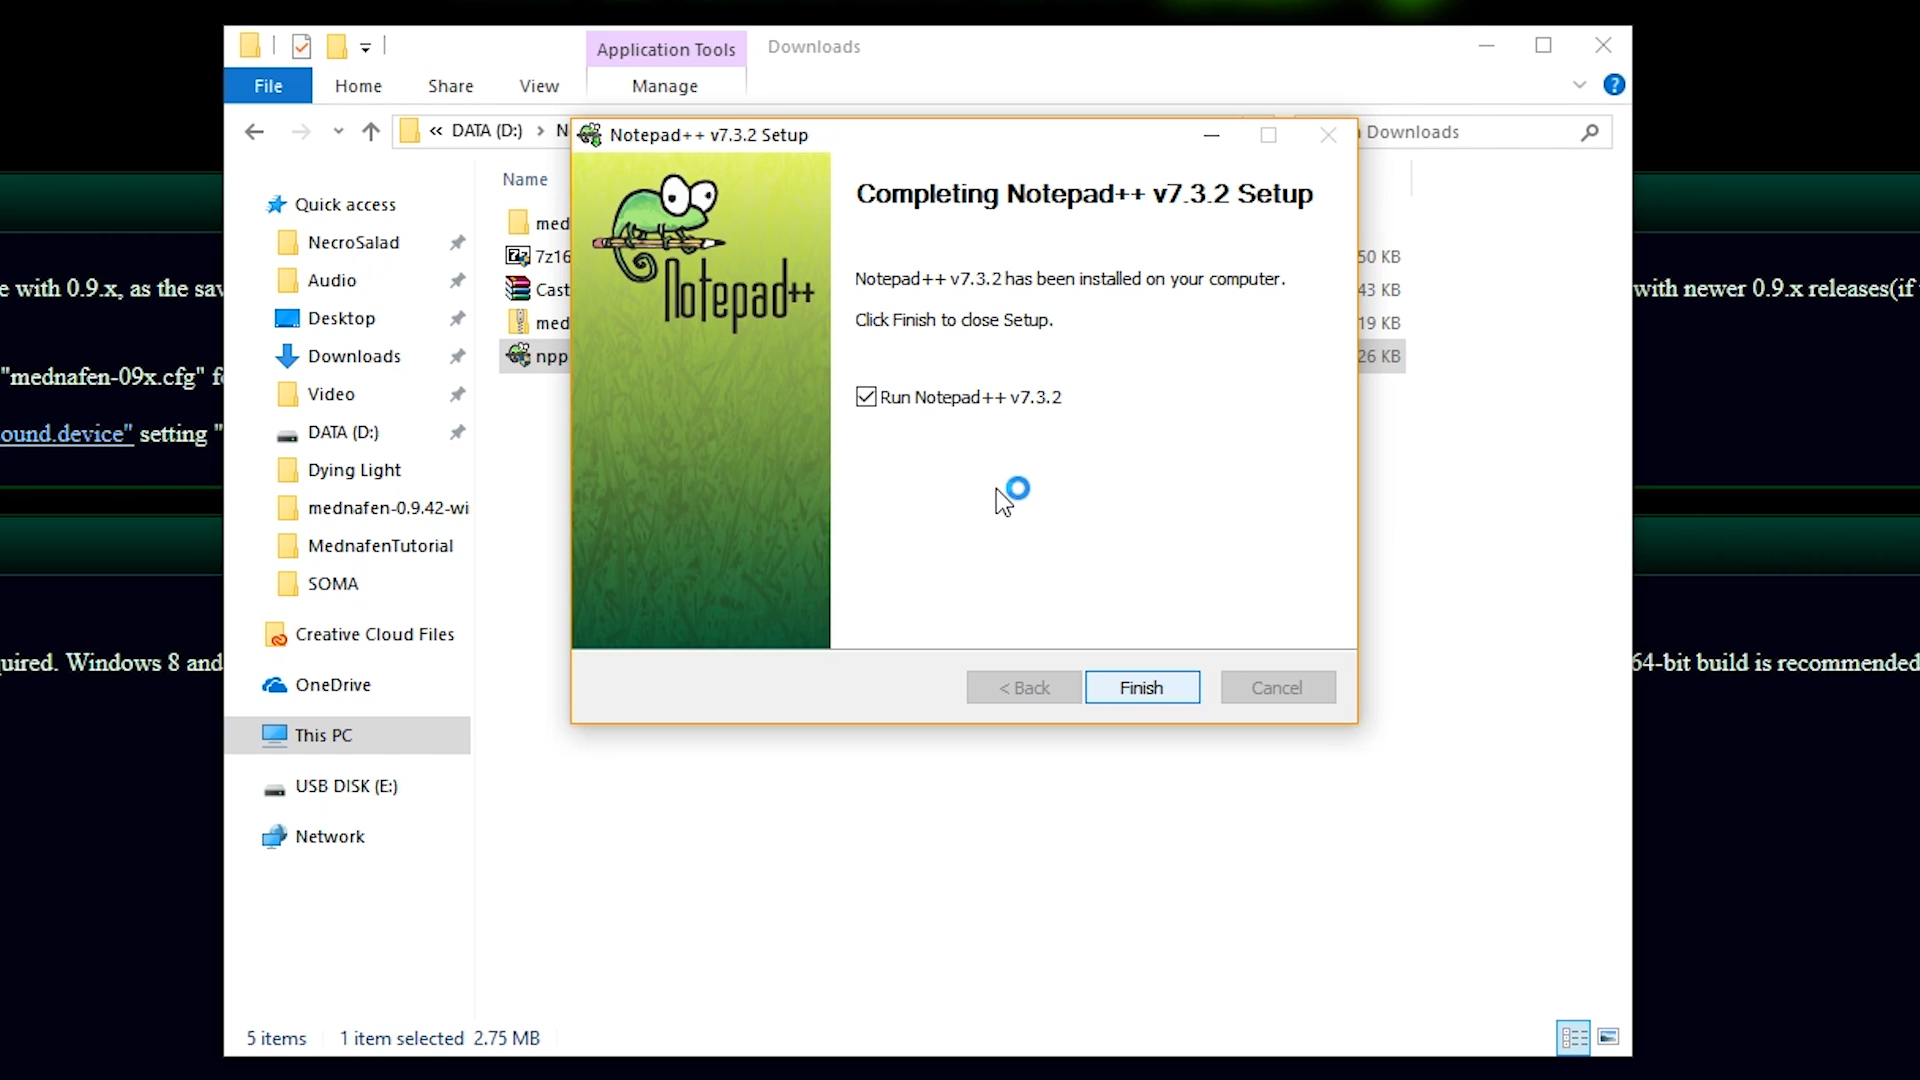 Application Tools
Downloads
File
Home
Share
View
Manage
« DATA (D:) > N
Downloads
Notepad++ v7.3.2 Setup
Name
Quick access
NecroSalad
Audio
Desktop
Downloads
Video
DATA (D:)
Dying Light
mednafen-0.9.42-wi
MednafenTutorial
SOMA
Creative Cloud Files
OneDrive
This PC
USB DISK (E:)
Network
med
7z16
Cast
med
npp
50 KB
43 KB
19 KB
26 KB
Notepad++
Completing Notepad++ v7.3.2 Setup
Notepad++ v7.3.2 has been installed on your computer.
Click Finish to close Setup.
Run Notepad++ v7.3.2
< Back
Finish
Cancel
5 items
1 item selected 2.75 MB
e with 0.9.x, as the sav
with newer 0.9.x releases(if
"mednafen-09x.cfg" f
ound.device" setting "
quired. Windows 8 and
64-bit build is recommended